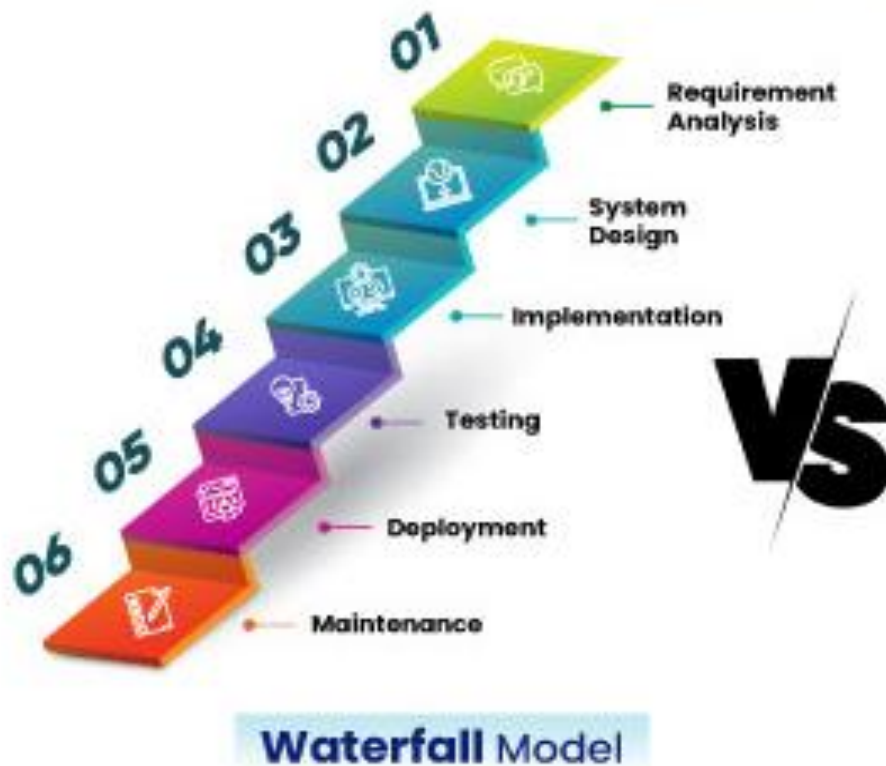 01
Requirement
Analysis
02
System
Design
03
Implementation
04
Testing
05
Deployment
06
Maintenance
VS
Waterfall Model